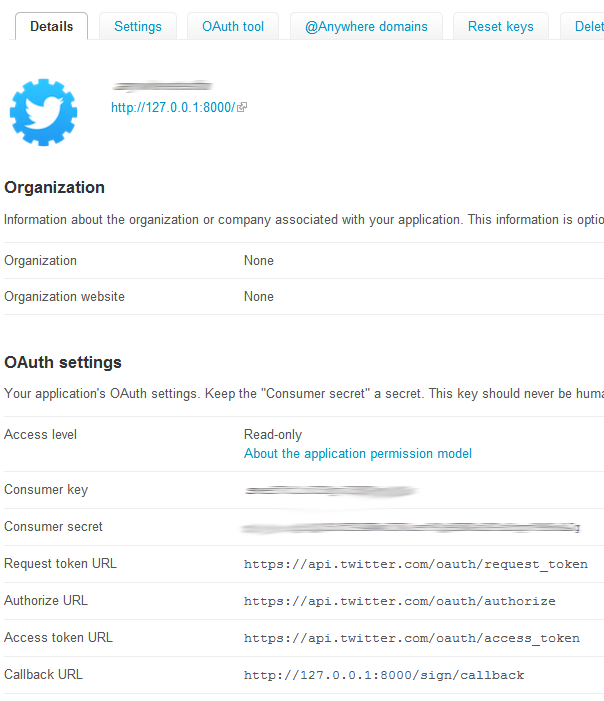 Details Settings OAuth tool @Anywhere domains Reset keys Delet
http://127.0.0.1:8000/
Organization
Information about the organization or company associated with your application. This information is optio
Organization None
Organization website None
OAuth settings
Your application's OAuth settings. Keep the "Consumer secret" a secret. This key should never be huma
Access level Read-only
About the application permission model
Consumer key
Consumer secret
Request token URL https://api.twitter.com/oauth/request_token
Authorize URL https://api.twitter.com/oauth/authorize
Access token URL https://api.twitter.com/oauth/access_token
Callback URL http://127.0.0.1:8000/sign/callback